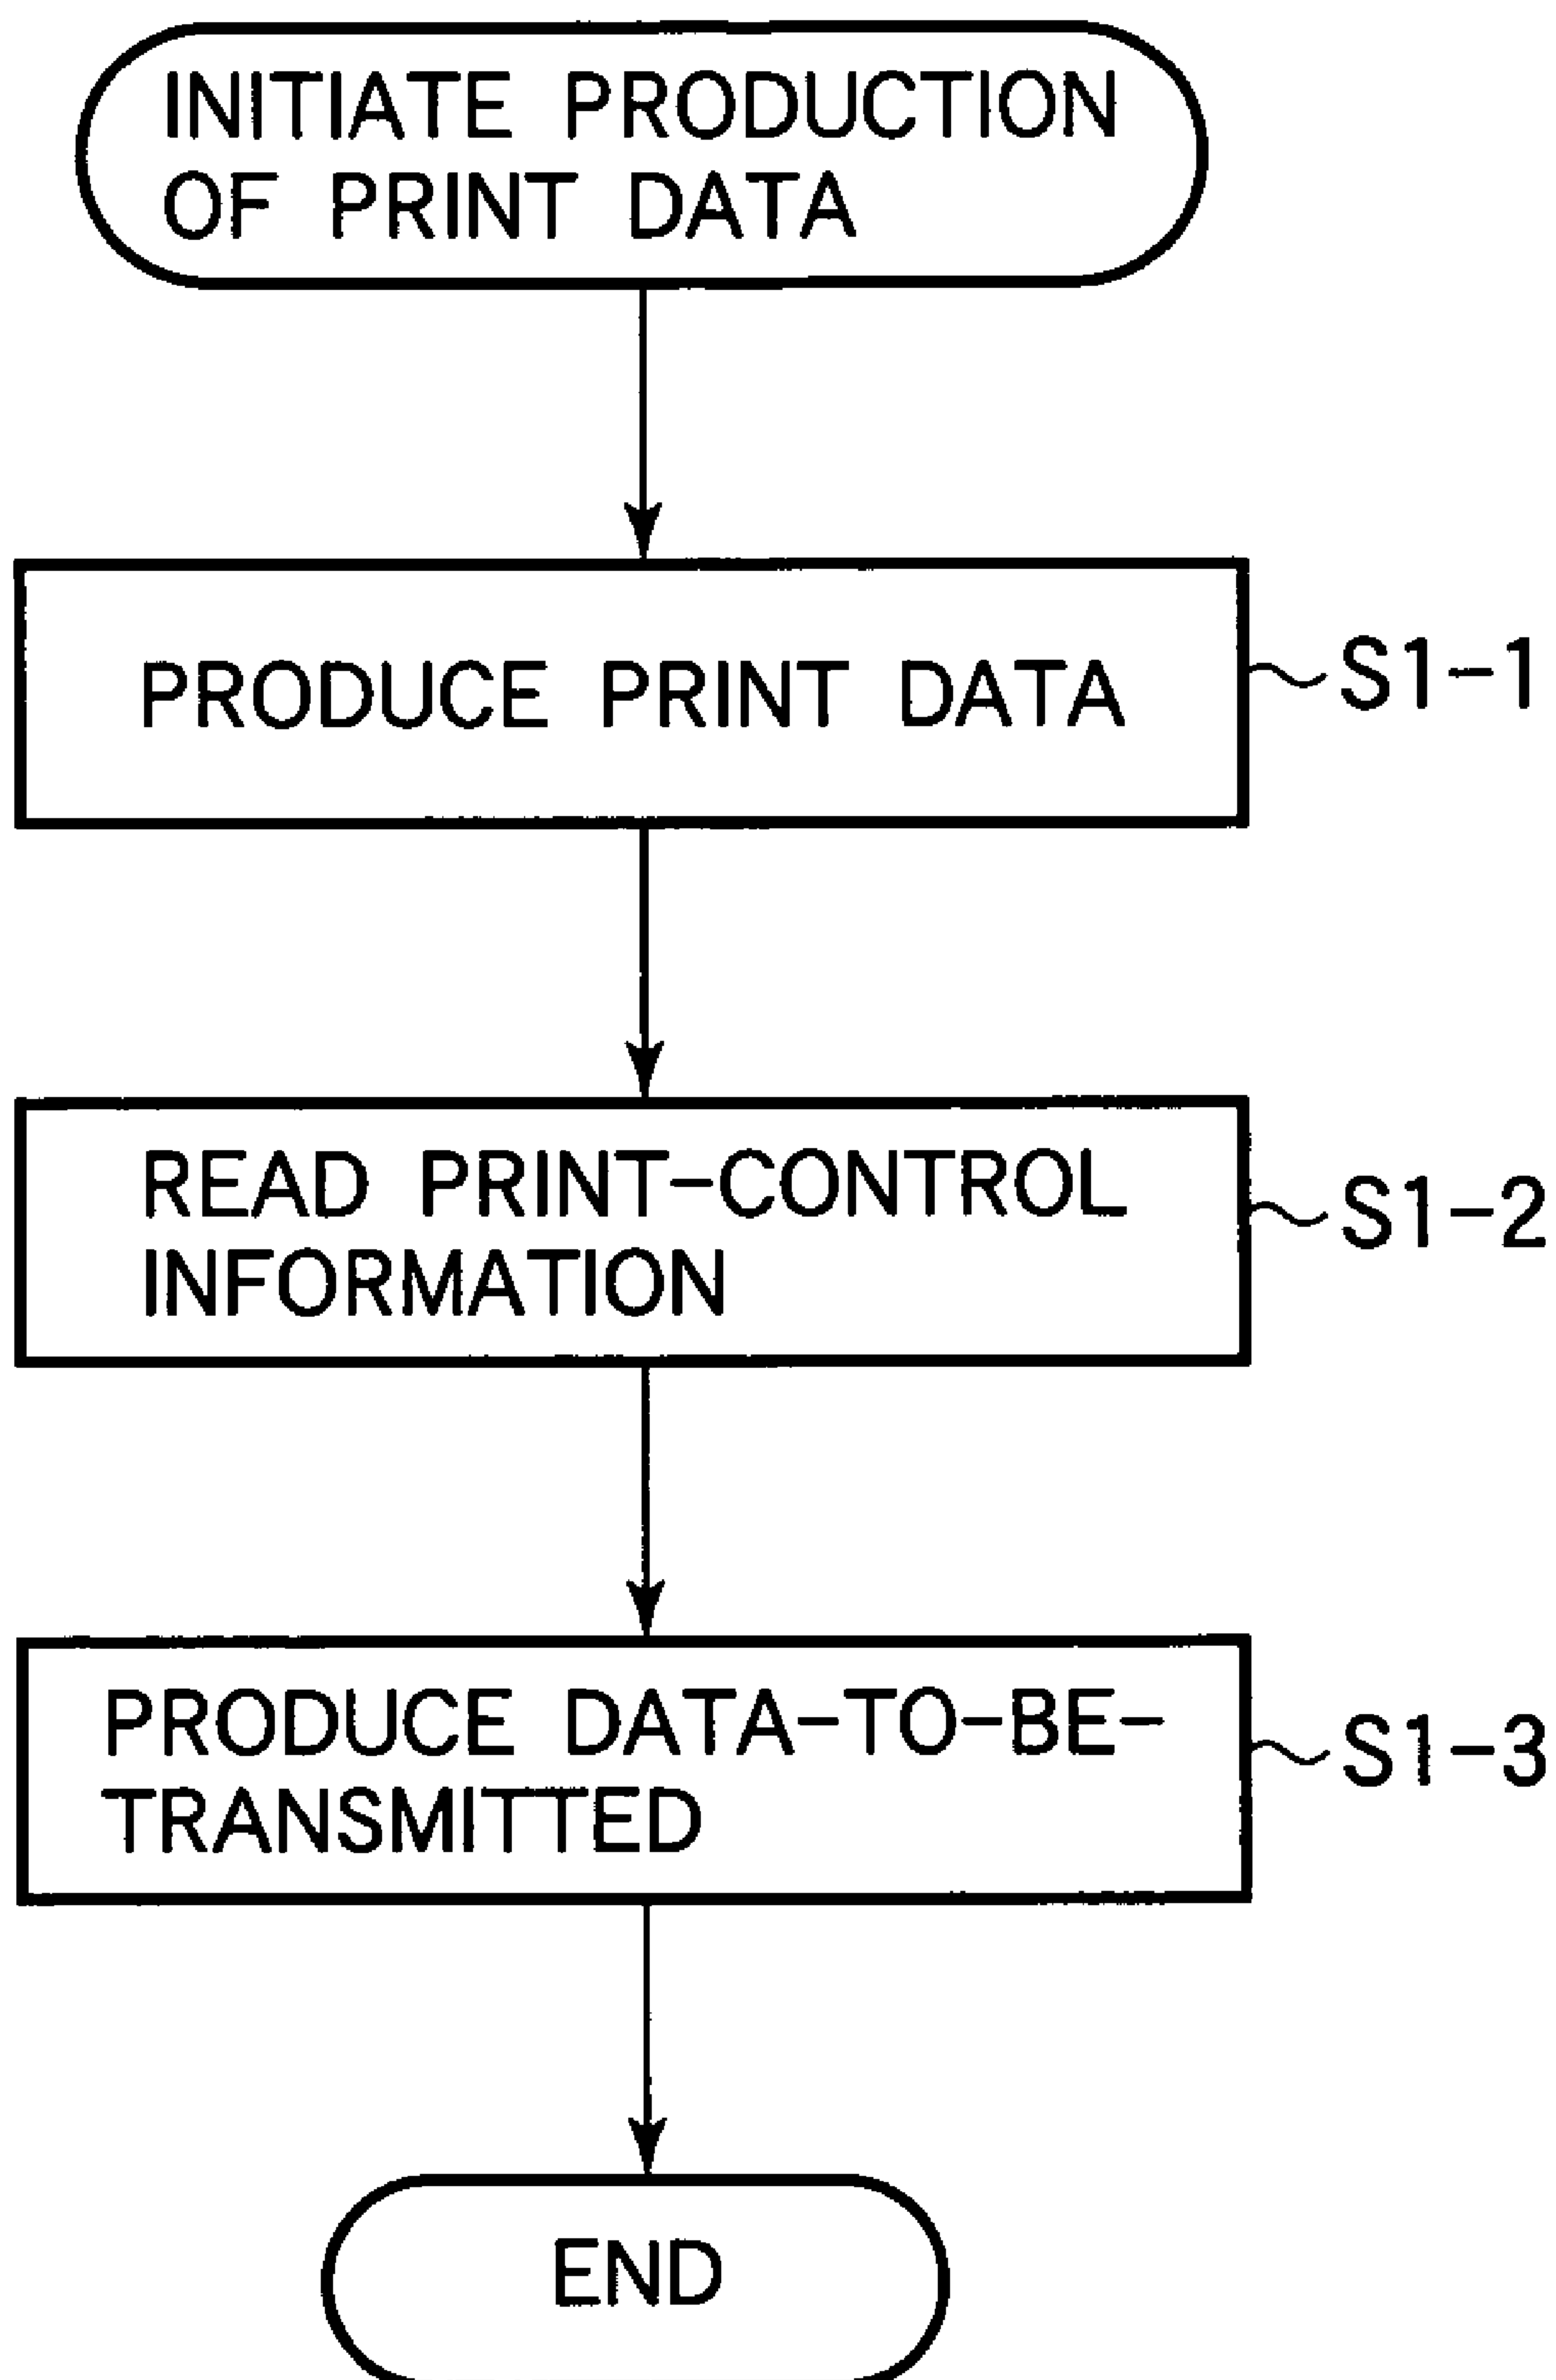 INITIATE PRODUCTION
OF PRINT DATA
PRODUCE PRINT DATA
S1-1
READ PRINT-CONTROL
INFORMATION
S1-2
PRODUCE DATA-TO-BE-
TRANSMITTED
S1-3
END